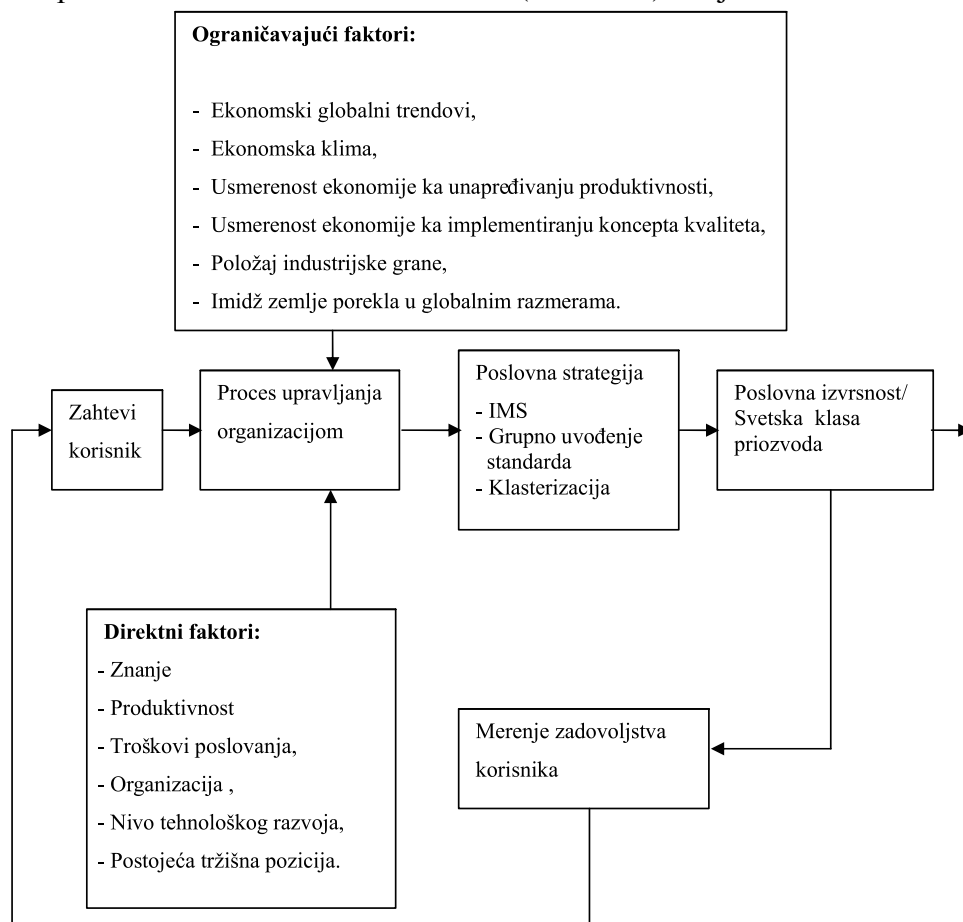 Ograničavajući faktori:
- Ekonomski globalni trendovi,
- Ekonomska klima,
- Usmerenost ekonomije ka unapređivanju produktivnosti,
- Usmerenost ekonomije ka implementiranju koncepta kvaliteta,
- Položaj industrijske grane,
- Imidž zemlje porekla u globalnim razmerama.
Zahtevi
korisnik
Proces upravljanja
organizacijom
Poslovna strategija
- IMS
- Grupno uvođenje
standarda
- Klasterizacija
Poslovna izvrsnost/
Svetska klasa
priozvoda
Direktni faktori:
- Znanje
- Produktivnost
- Troškovi poslovanja,
- Organizacija ,
- Nivo tehnološkog razvoja,
- Postojeća tržišna pozicija.
Merenje zadovoljstva
korisnika